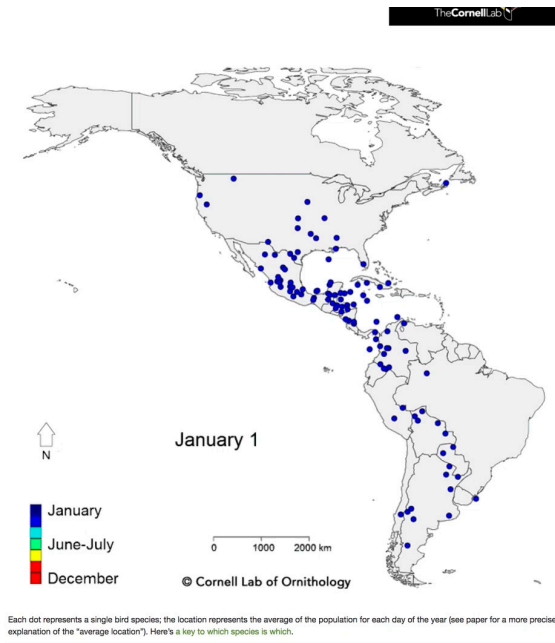 TheCornellLab
January 1
N
January
June-July
December
0 1000 2000 km
© Cornell Lab of Ornithology
Each dot represents a single bird species; the location represents the average of the population for each day of the year (see paper for a more precise
explanation of the "average location"). Here's a key to which species is which.